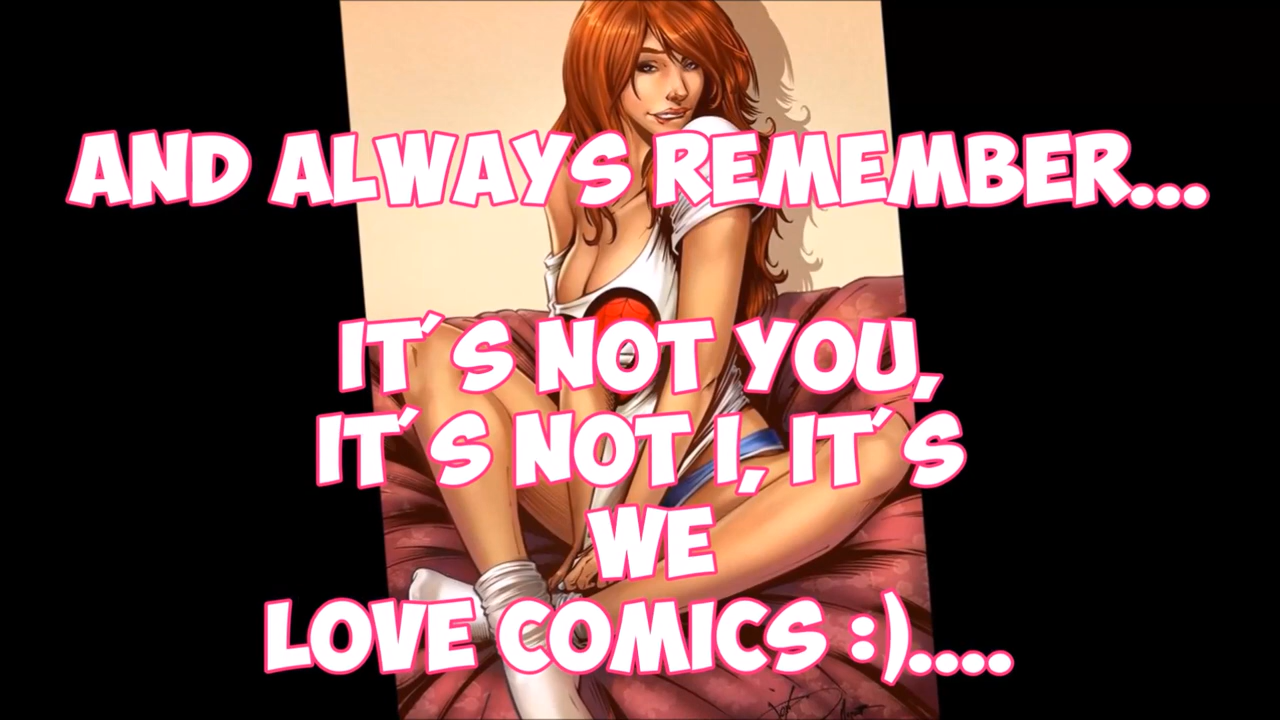 AND ALWAYS REMEMBER...
IT'S NOT YOU,
IT'S NOT I, IT'S
WE
LOVE COMICS :)....